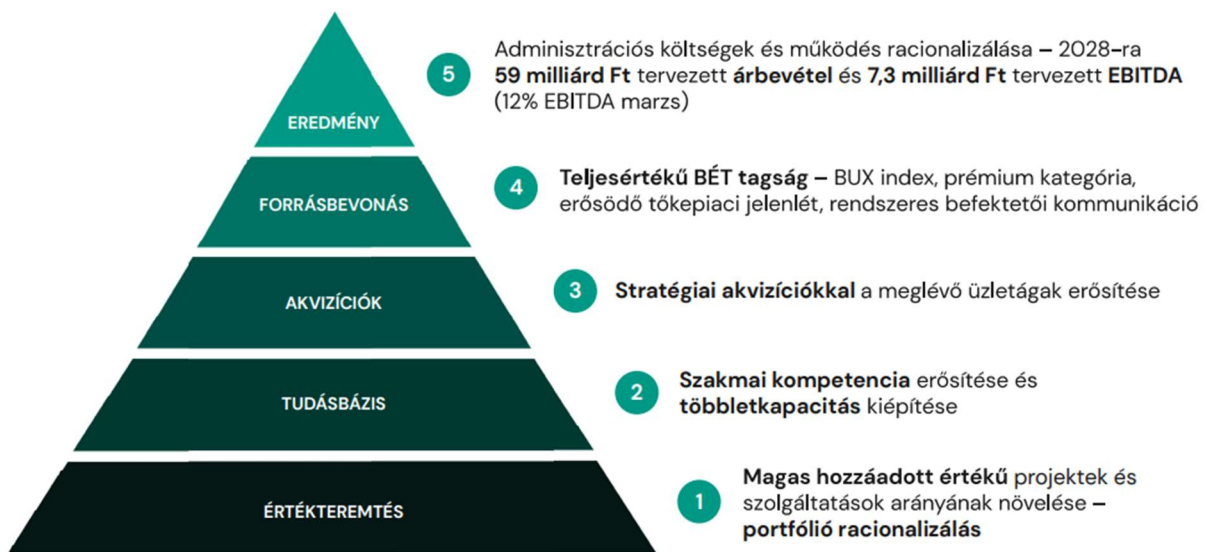 5
Adminisztrációs költségek és működés racionalizálása – 2028-ra
59 milliárd Ft tervezett árbevétel és 7,3 milliárd Ft tervezett EBITDA
(12% EBITDA marzs)
EREDMÉNY
4
Teljesértékű BÉT tagság – BUX index, prémium kategória,
erősödő tőkepiaci jelenlét, rendszeres befektetői kommunikáció
FORRÁSBEVONÁS
3
Stratégiai akvizíciókkal a meglévő üzletágak erősítése
AKVIZÍCIÓK
2
Szakmai kompetencia erősítése és
többletkapacitás kiépítése
TUDÁSBÁZIS
1
Magas hozzáadott értékű projektek és
szolgáltatások arányának növelése –
portfólió racionalizálás
ÉRTÉKTEREMTÉS